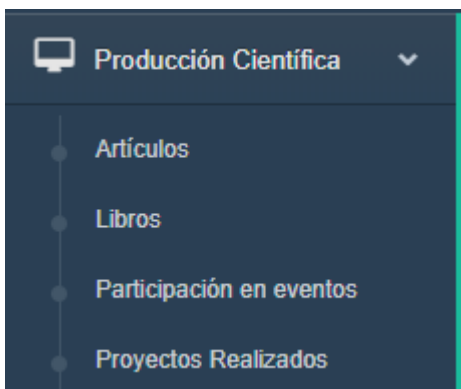 Producción Científica
Artículos
Libros
Participación en eventos
Proyectos Realizados